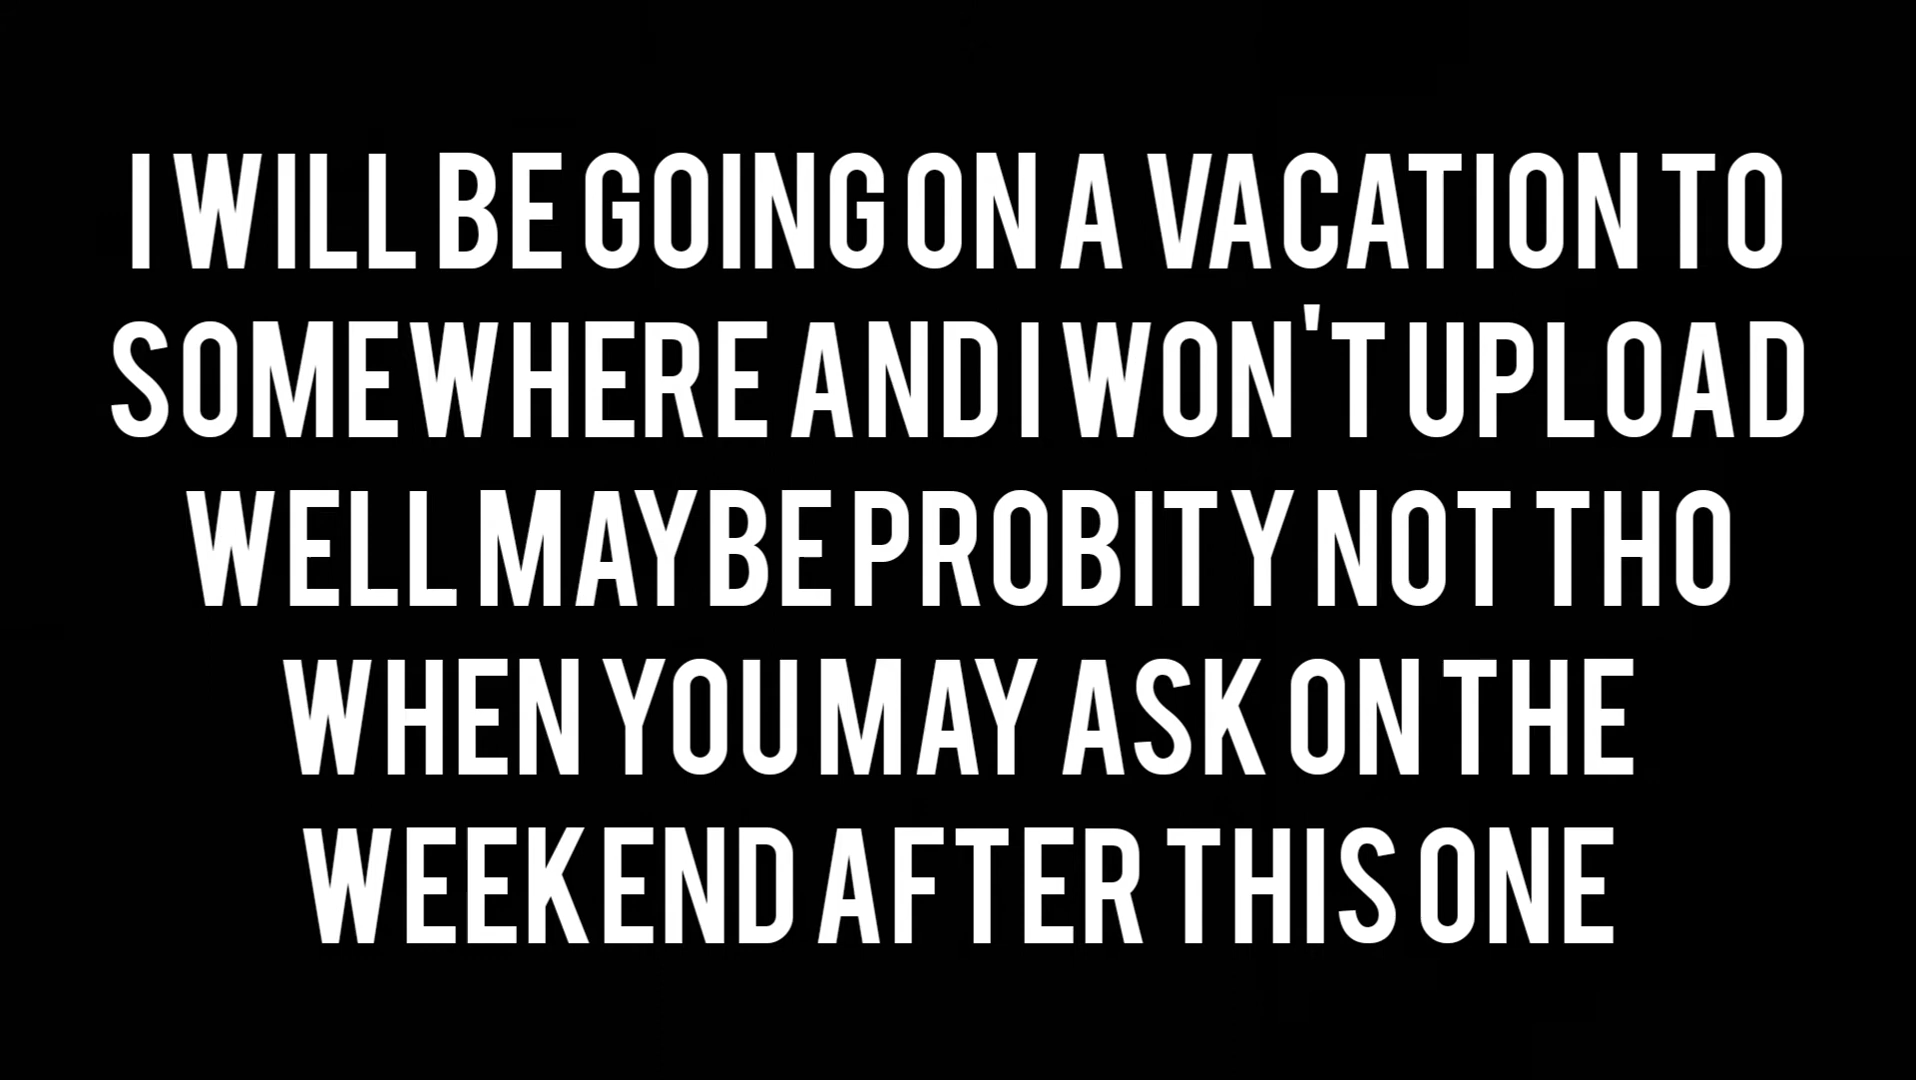 I WILL BE GOING ON A VACATION TO
SOMEWHERE AND I WON'T UPLOAD
WELL MAYBE PROBITY NOT THO
WHEN YOU MAY ASK ON THE
WEEKEND AFTER THIS ONE